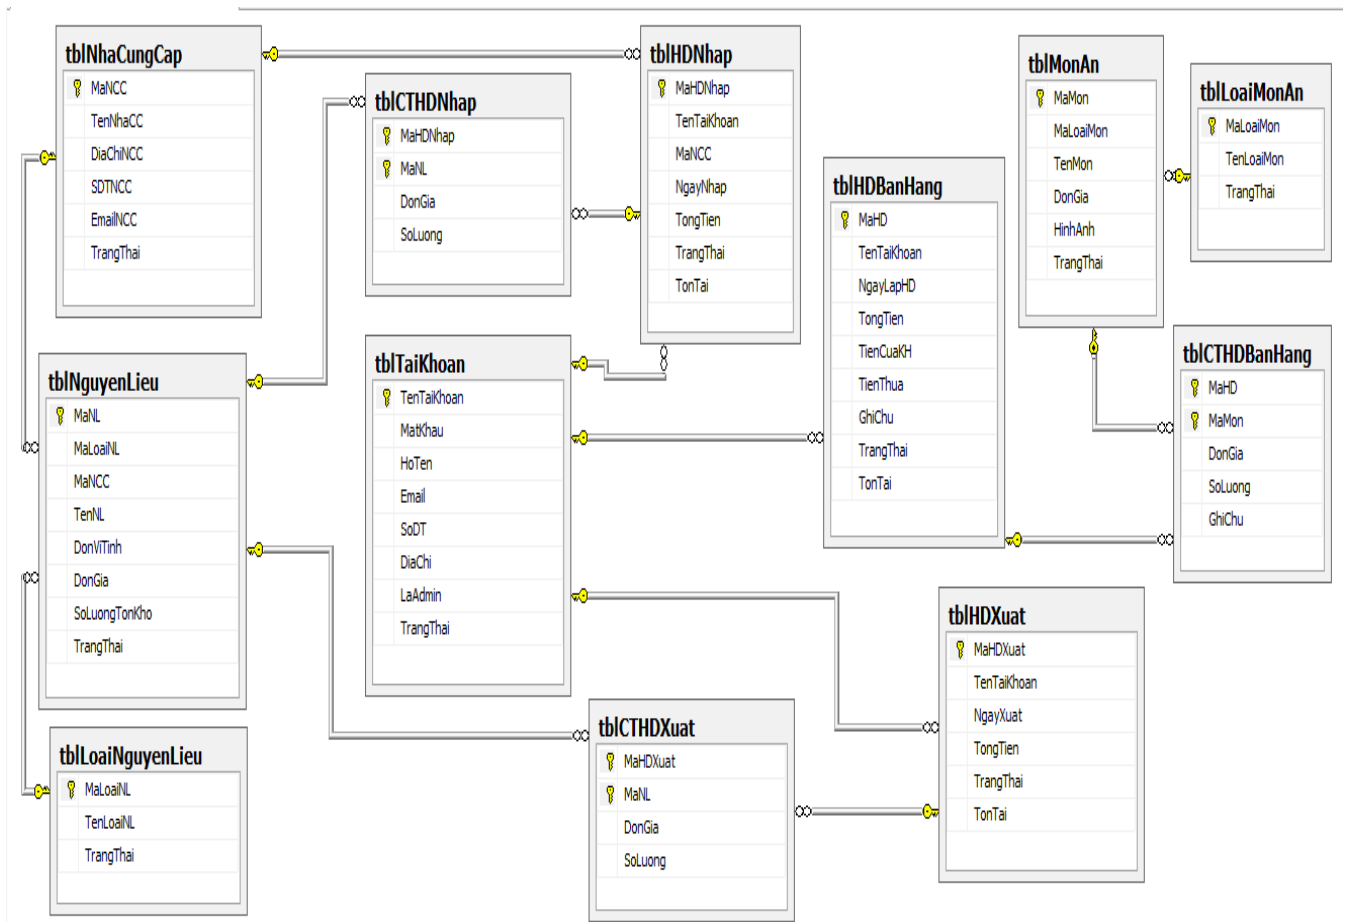 tblNhaCungCap
MaNCC
TenNhaCC
DiaChiNCC
SDTNCC
EmailNCC
TrangThai
tblCTHDNhap
MaHDNhap
MaNL
DonGia
SoLuong
tblHDNhap
MaHDNhap
TenTaiKhoan
MaNCC
NgayNhap
TongTien
TrangThai
TonTai
tblHDBanHang
MaHD
TenTaiKhoan
NgayLapHD
TongTien
TienCuaKH
TienThua
GhiChu
TrangThai
TonTai
tblMonAn
MaMon
MaLoaiMon
TenMon
DonGia
HinhAnh
TrangThai
tblLoaiMonAn
MaLoaiMon
TenLoaiMon
TrangThai
tblNguyenLieu
MaNL
MaLoaiNL
MaNCC
TenNL
DonViTinh
DonGia
SoLuongTonKho
TrangThai
tblTaiKhoan
TenTaiKhoan
MatKhau
HoTen
Email
SoDT
DiaChi
LaAdmin
TrangThai
tblCTHDBanHang
MaHD
MaMon
DonGia
SoLuong
GhiChu
tblLoaiNguyenLieu
MaLoaiNL
TenLoaiNL
TrangThai
tblCTHDXuat
MaHDXuat
MaNL
DonGia
SoLuong
tblHDXuat
MaHDXuat
TenTaiKhoan
NgayXuat
TongTien
TrangThai
TonTai